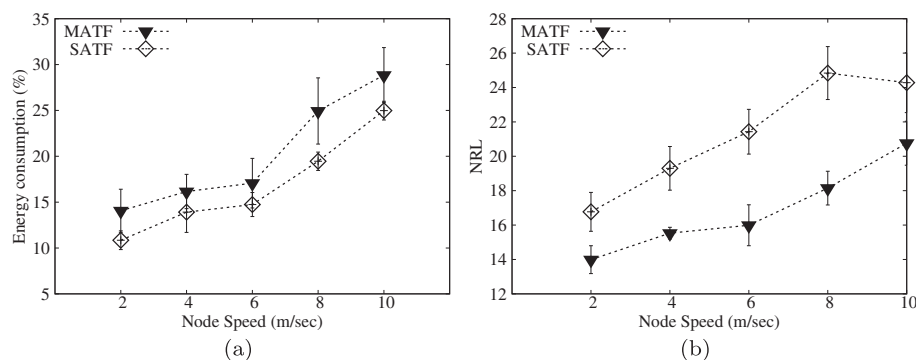 MATF
SATF
Energy consumption (%)
35
30
25
20
15
10
5
2 4 6 8 10
Node Speed (m/sec)
(a)
MATF
SATF
NRL
28
26
24
22
20
18
16
14
12
2 4 6 8 10
Node Speed (m/sec)
(b)